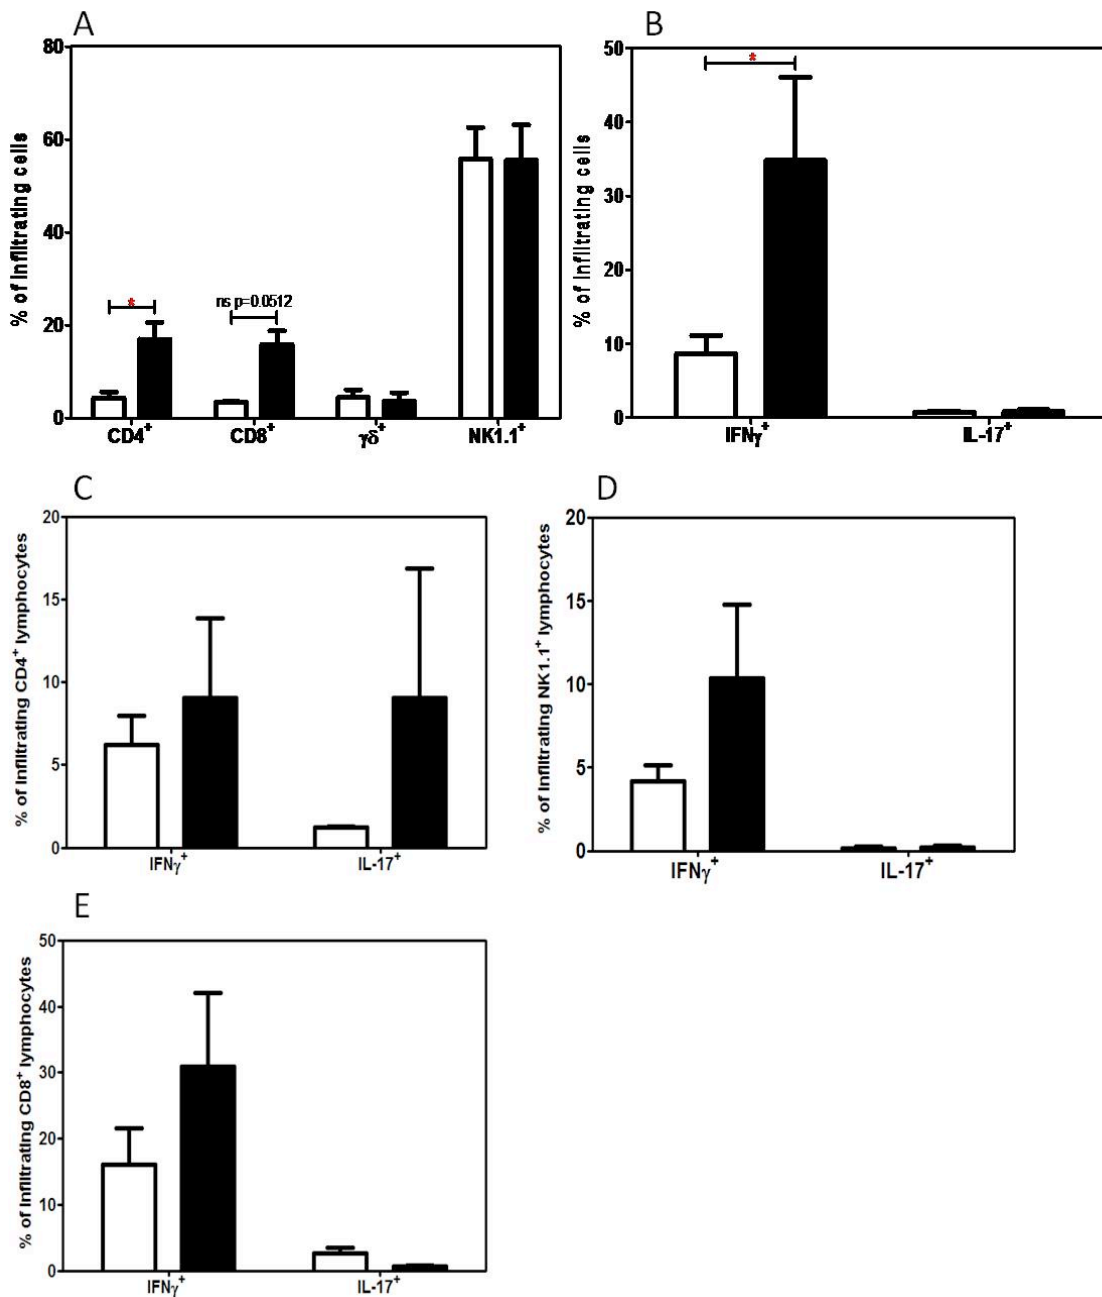 A
% of Infiltrating cells
80
60
40
20
0
*
ns p=0.0512
CD4⁺ CD8⁺ γδ⁺ NK1.1⁺
B
% of Infiltrating cells
50
40
30
20
10
0
*
IFNγ⁺ IL-17⁺
C
% of Infiltrating CD4⁺ lymphocytes
20
15
10
5
0
IFNγ⁺ IL-17⁺
D
% of Infiltrating NK1.1⁺ lymphocytes
20
15
10
5
0
IFNγ⁺ IL-17⁺
E
% of Infiltrating CD8⁺ lymphocytes
50
40
30
20
10
0
IFNγ⁺ IL-17⁺